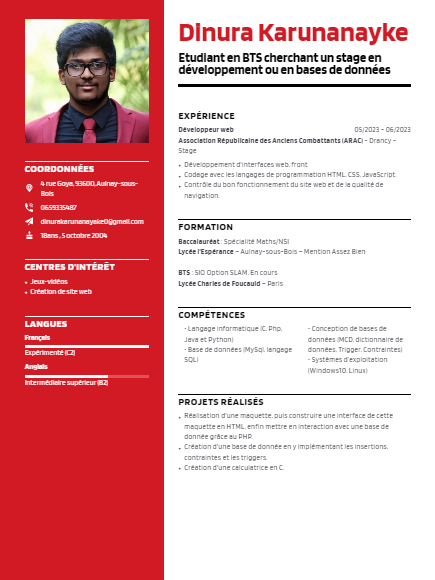 Dinura Karunanayke
Etudiant en BTS cherchant un stage en
développement ou en bases de données
COORDONNÉES
4 rue Goya, 93600, Aulnay-sous-
Bois
0659335487
dinurakarunanayake0@gmail.com
18ans, 5 octobre 2004
CENTRES D'INTÉRÊT
• Jeux-vidéos
• Création de site web
LANGUES
Français
Expérimenté (C2)
Anglais
Intermédiaire supérieur (B2)
EXPÉRIENCE
Développeur web 05/2023 - 06/2023
Association Républicaine des Anciens Combattants (ARAC) – Drancy –
Stage
• Développement d'interfaces web, front
• Codage avec les langages de programmation HTML, CSS, JavaScript.
• Contrôle du bon fonctionnement du site web et de la qualité de
navigation.
FORMATION
Baccalauréat : Spécialité Maths/NSI
Lycée l'Espérance – Aulnay-sous-Bois – Mention Assez Bien
BTS : SIO Option SLAM, En cours
Lycée Charles de Foucauld – Paris
COMPÉTENCES
- Langage informatique (C, Php,
Java et Python)
- Base de données (MySql, langage
SQL)
- Conception de bases de
données (MCD, dictionnaire de
données, Trigger, Contraintes)
- Systèmes d'exploitation
(Windows10, Linux)
PROJETS RÉALISÉS
• Réalisation d'une maquette, puis construire une interface de cette
maquette en HTML, enfin mettre en interaction avec une base de
donnée grâce au PHP.
• Création d'une base de donnée en y implémentant les insertions,
contraintes et les triggers.
• Création d'une calculatrice en C.